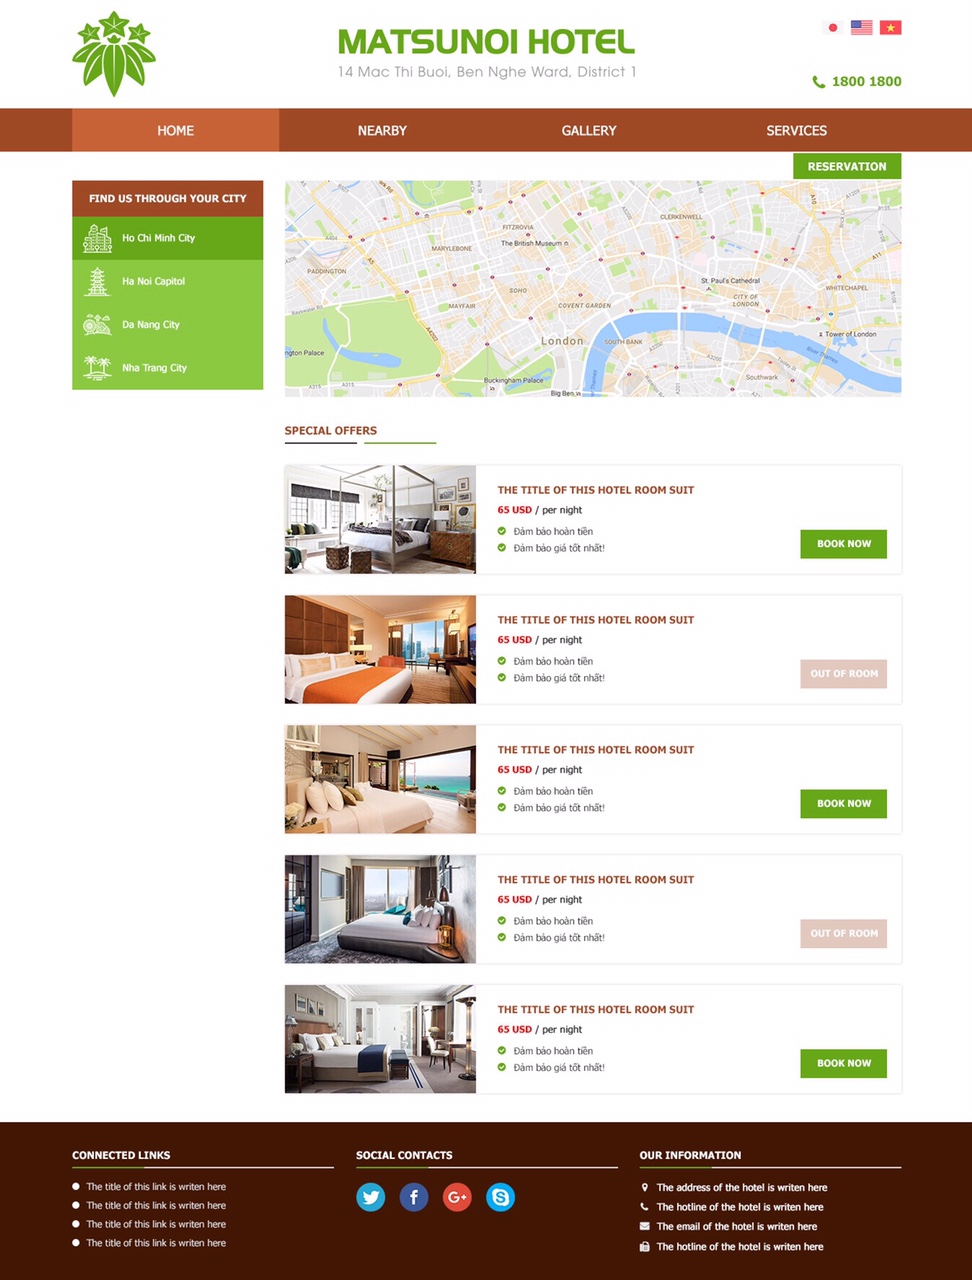 MATSUNOI HOTEL
14 Mac Thi Buoi, Ben Nghe Ward, District 1
1800 1800
HOME
NEARBY
GALLERY
SERVICES
RESERVATION
FIND US THROUGH YOUR CITY
Ho Chi Minh City
Ha Noi Capitol
Da Nang City
Nha Trang City
CLERKENWELL
FITZROVIA
The British Museum
MARYLEBONE
PADDINGTON
St. Paul's Cathedral
SOHO
WHITECHAPEL
CITY OF
LONDON
MAYFAIR
COVENT GARDEN
Tower of London
London
SOUTH BANK
ngton Palace
Buckingham Palace
Southwark
Big Ben
River Thames
SPECIAL OFFERS
THE TITLE OF THIS HOTEL ROOM SUIT
65 USD / per night
Đảm bảo hoàn tiền
Đảm bảo giá tốt nhất!
BOOK NOW
THE TITLE OF THIS HOTEL ROOM SUIT
65 USD / per night
Đảm bảo hoàn tiền
Đảm bảo giá tốt nhất!
OUT OF ROOM
THE TITLE OF THIS HOTEL ROOM SUIT
65 USD / per night
Đảm bảo hoàn tiền
Đảm bảo giá tốt nhất!
BOOK NOW
THE TITLE OF THIS HOTEL ROOM SUIT
65 USD / per night
Đảm bảo hoàn tiền
Đảm bảo giá tốt nhất!
OUT OF ROOM
THE TITLE OF THIS HOTEL ROOM SUIT
65 USD / per night
Đảm bảo hoàn tiền
Đảm bảo giá tốt nhất!
BOOK NOW
CONNECTED LINKS
The title of this link is writen here
The title of this link is writen here
The title of this link is writen here
The title of this link is writen here
SOCIAL CONTACTS
OUR INFORMATION
The address of the hotel is writen here
The hotline of the hotel is writen here
The email of the hotel is writen here
The hotline of the hotel is writen here